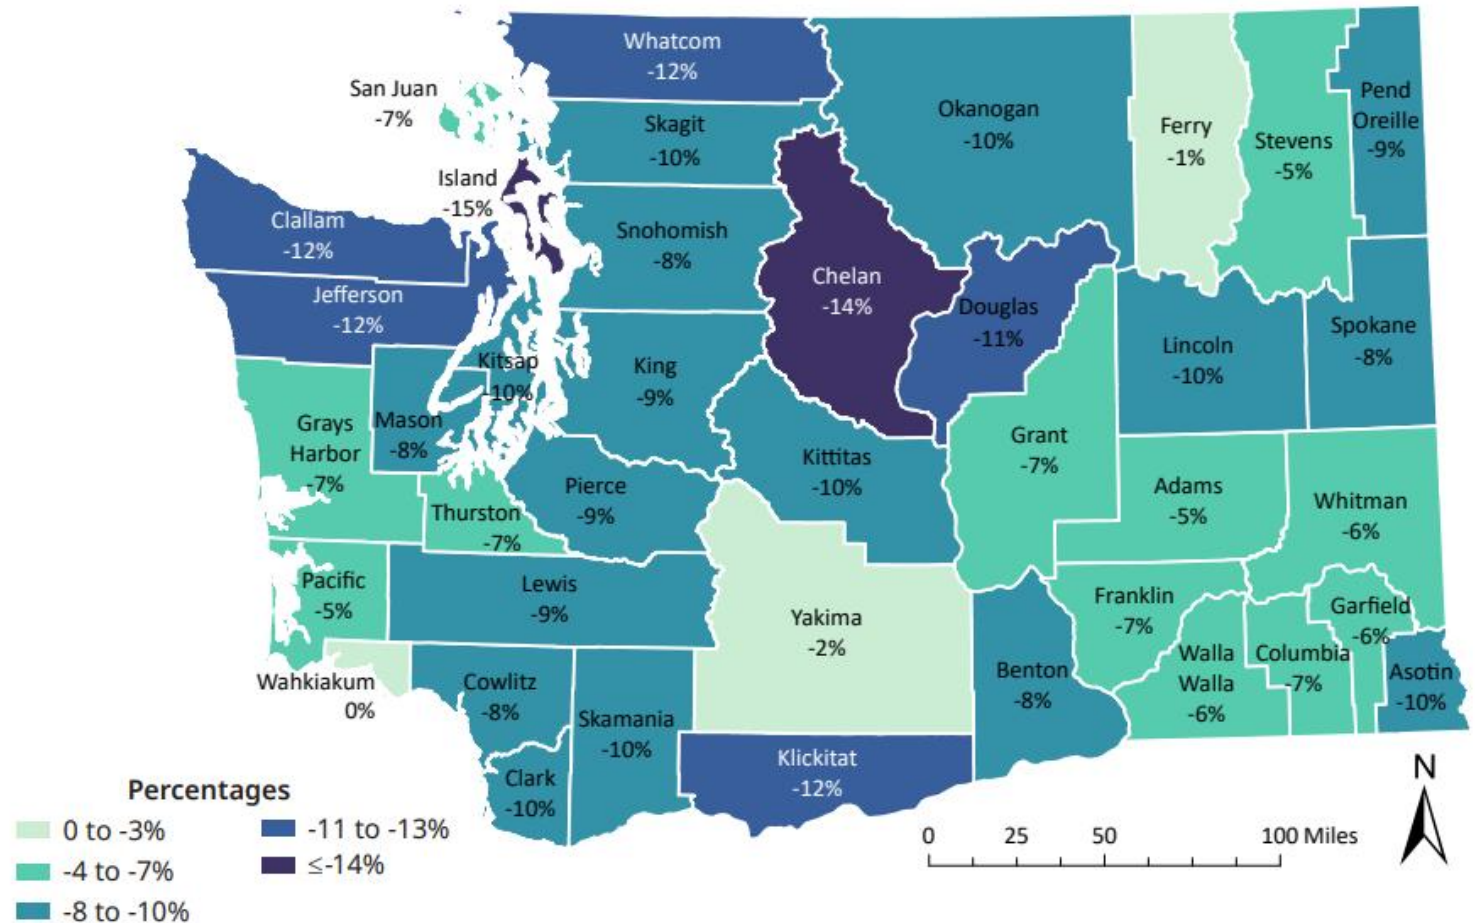 Whatcom
-12%
San Juan
-7%
Skagit
-10%
Okanogan
-10%
Ferry
-1%
Stevens
-5%
Pend
Oreille
-9%
Island
-15%
Clallam
-12%
Snohomish
-8%
Chelan
-14%
Jefferson
-12%
Douglas
-11%
Lincoln
-10%
Spokane
-8%
Kitsap
-10%
King
-9%
Mason
-8%
Grays
Harbor
-7%
Kittitas
-10%
Grant
-7%
Adams
-5%
Whitman
-6%
Pierce
-9%
Thurston
-7%
Pacific
-5%
Lewis
-9%
Yakima
-2%
Franklin
-7%
Garfield
-6%
Walla
Walla
-6%
Columbia
-7%
Asotin
-10%
Benton
-8%
Wahkiakum
0%
Cowlitz
-8%
Skamania
-10%
Clark
-10%
Klickitat
-12%
Percentages
0 to -3%
-4 to -7%
-8 to -10%
-11 to -13%
≤-14%
0 25 50 100 Miles
N